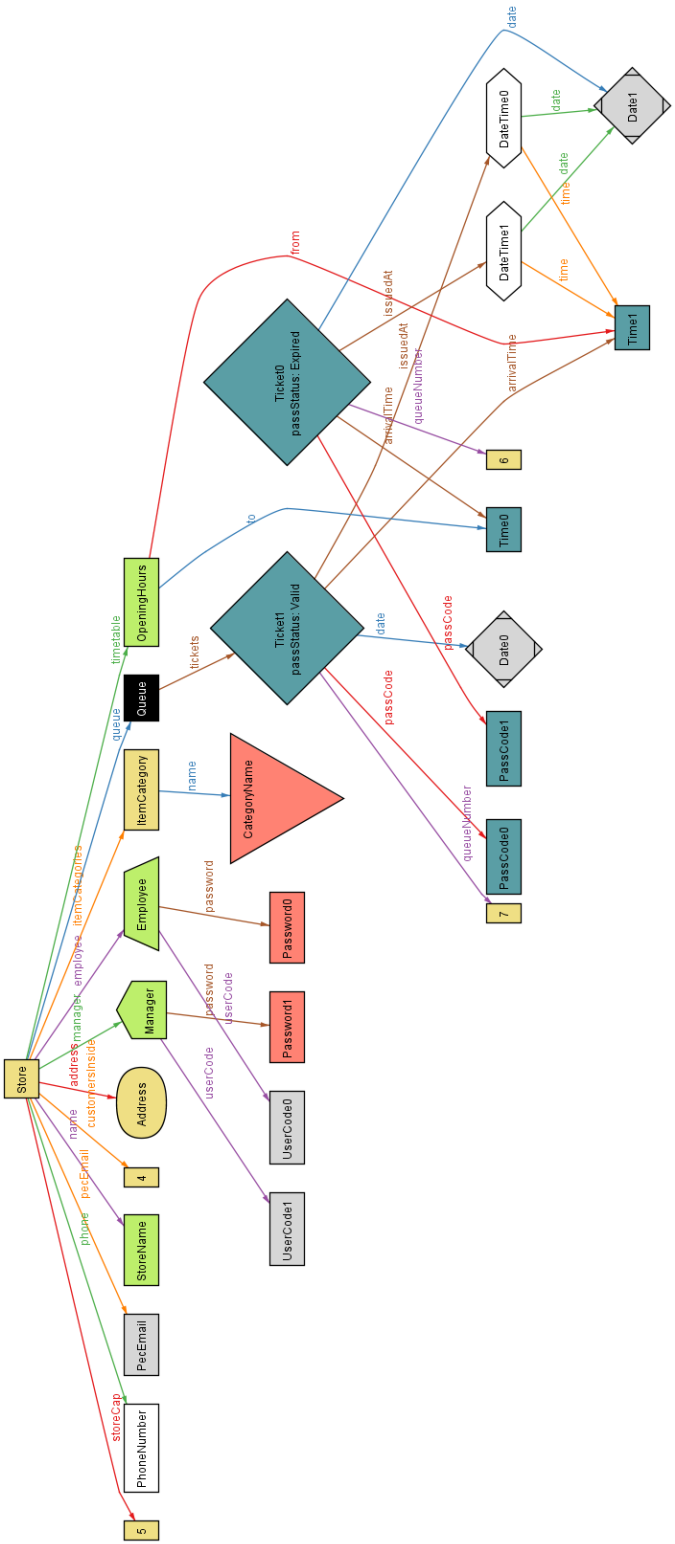 Store
storeCap
phone
pecEmail
name
customersInside
address
manager
employee
itemCategories
queue
timetable
5
PhoneNumber
PecEmail
StoreName
4
Address
Manager
Employee
ItemCategory
Queue
OpeningHours
userCode
password
userCode
password
name
tickets
to
from
UserCode1
UserCode0
Password1
Password0
CategoryName
Ticket1
passStatus: Valid
Ticket0
passStatus: Expired
queueNumber
passCode
date
passCode
arrivalTime
queueNumber
issuedAt
issuedAt
arrivalTime
date
7
PassCode0
PassCode1
Date0
Time0
6
DateTime1
DateTime0
time
time
date
date
Time1
Date1